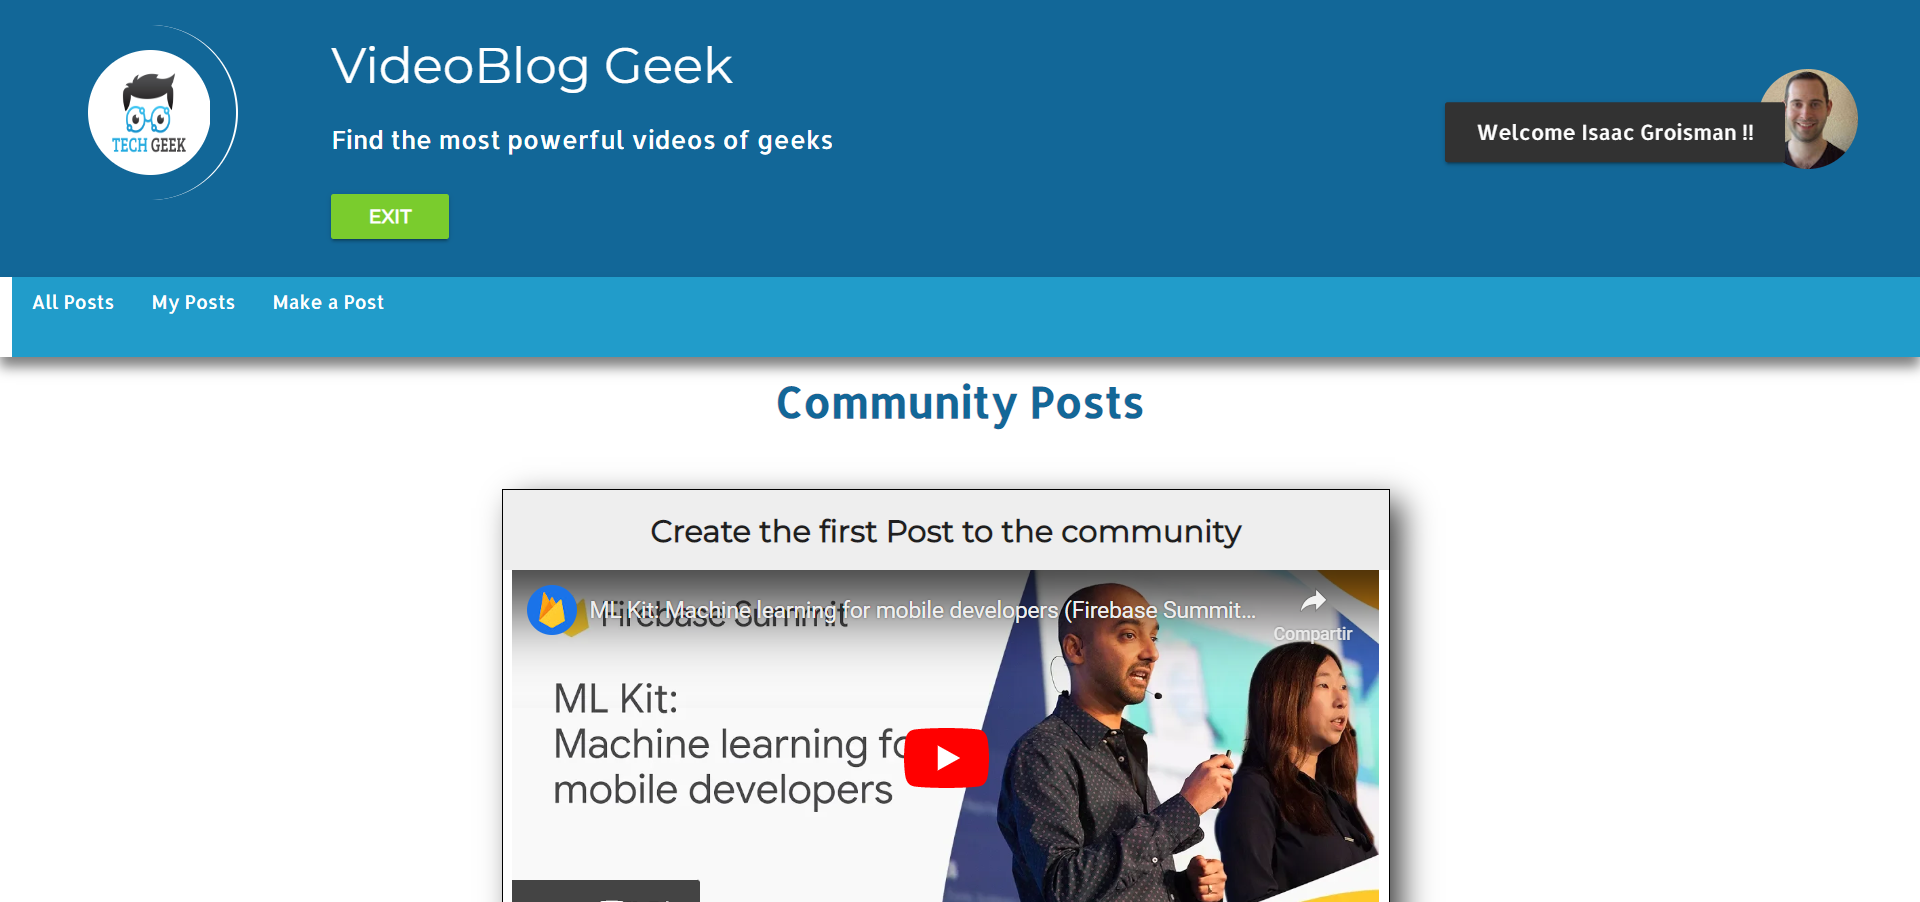 TECH GEEK
VideoBlog Geek
Find the most powerful videos of geeks
EXIT
Welcome Isaac Groisman !!
All Posts
My Posts
Make a Post
Community Posts
Create the first Post to the community
ML Kit: Machine learning for mobile developers (Firebase Summit...
Firebase Summit
Compartir
ML Kit:
Machine learning fo
mobile developers